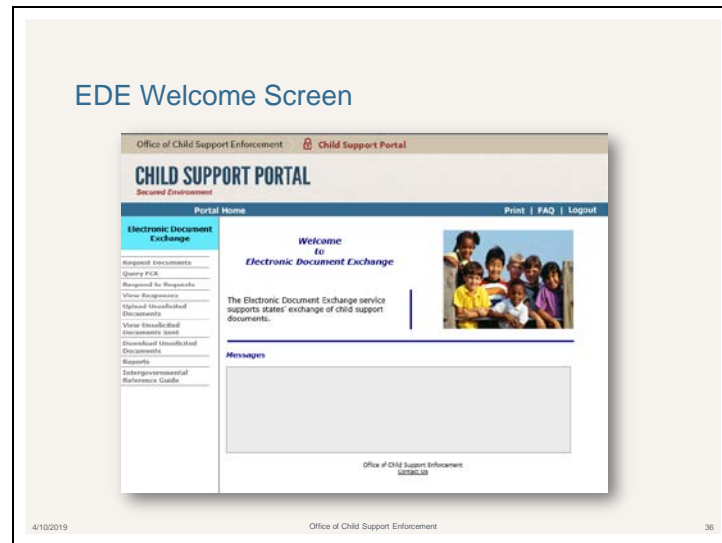 EDE Welcome Screen
Office of Child Support Enforcement Child Support Portal
CHILD SUPPORT PORTAL
Secured Environment
Portal Home Print | FAQ | Logout
Electronic Document
Exchange
Request Documents
Query FCR
Respond to Requests
View Responses
Upload Unsolicited
Documents
View Unsolicited
Documents Sent
Download Unsolicited
Documents
Reports
Intergovernmental
Reference Guide
Welcome
to
Electronic Document Exchange
The Electronic Document Exchange service
supports states' exchange of child support
documents.
Messages
Office of Child Support Enforcement
Contact Us
4/10/2019 Office of Child Support Enforcement 36